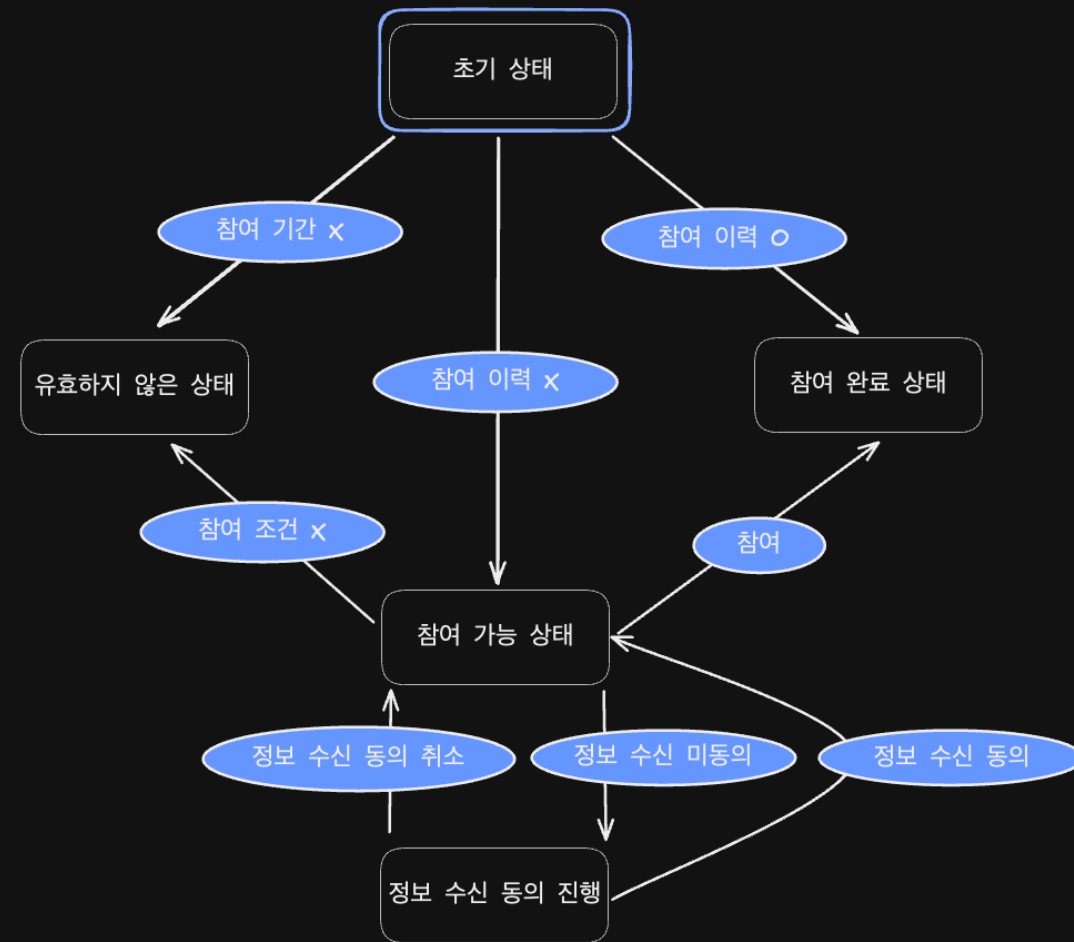 초기 상태
참여 기간 x
참여 이력 o
유효하지 않은 상태
참여 이력 x
참여 완료 상태
참여 조건 x
참여
참여 가능 상태
정보 수신 동의 취소
정보 수신 미동의
정보 수신 동의
정보 수신 동의 진행